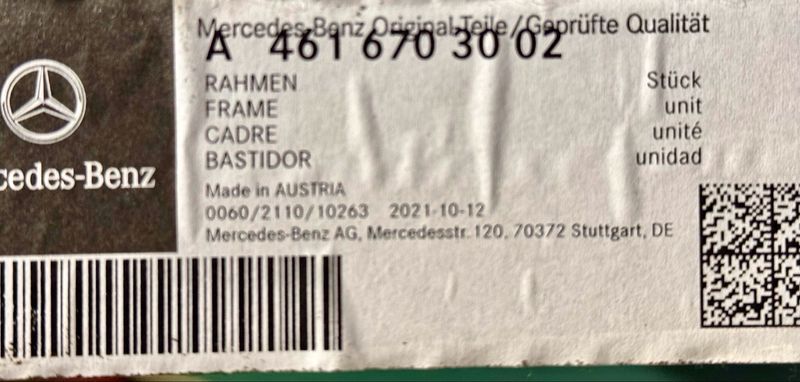 Mercedes-Benz Original-Teile/Geprüfte Qualität
A 461 670 30 02
RAHMEN Stück
FRAME unit
CADRE unité
BASTIDOR unidad
cedes-Benz
Made in AUSTRIA
0060/2110/10263 2021-10-12
Mercedes-Benz AG, Mercedesstr. 120, 70372 Stuttgart, DE